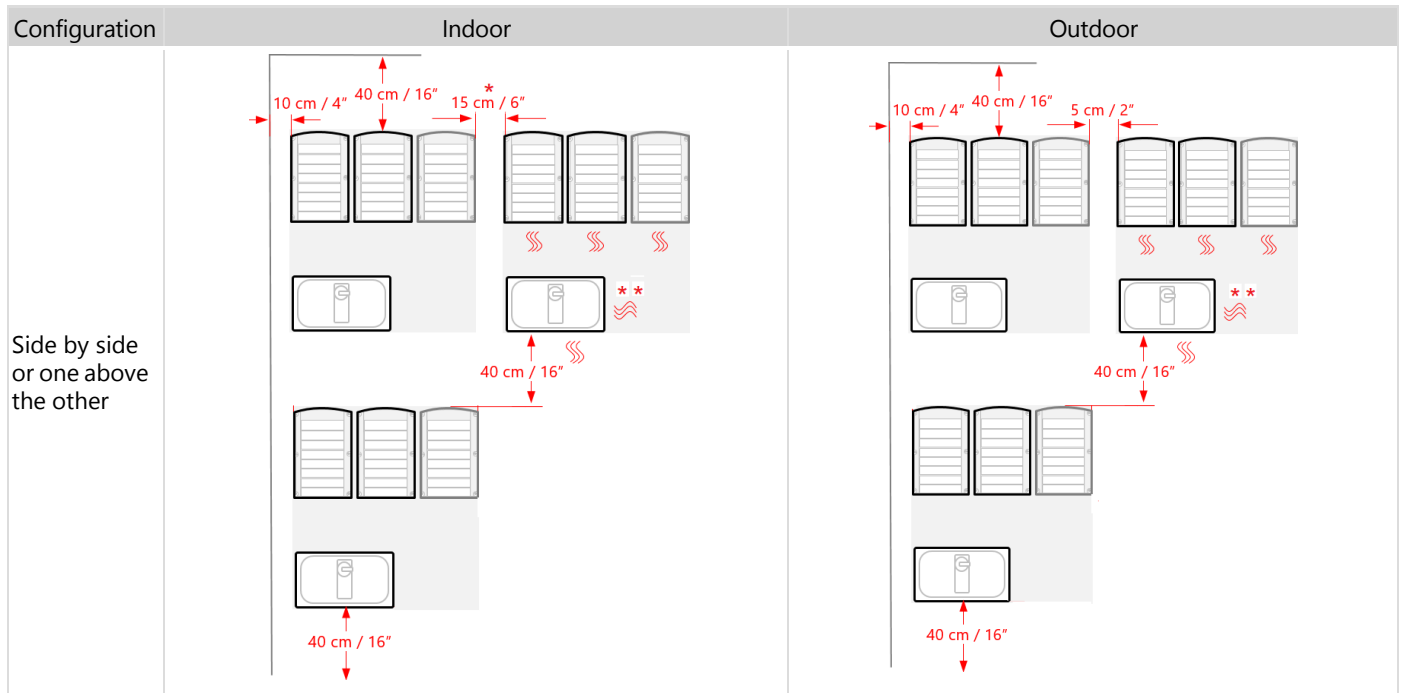 Configuration
Indoor
Outdoor
Side by side
or one above
the other
10 cm / 4″
40 cm / 16″
*
15 cm / 6″
* *
40 cm / 16″
40 cm / 16″
10 cm / 4″
40 cm / 16″
5 cm / 2″
* *
40 cm / 16″
40 cm / 16″